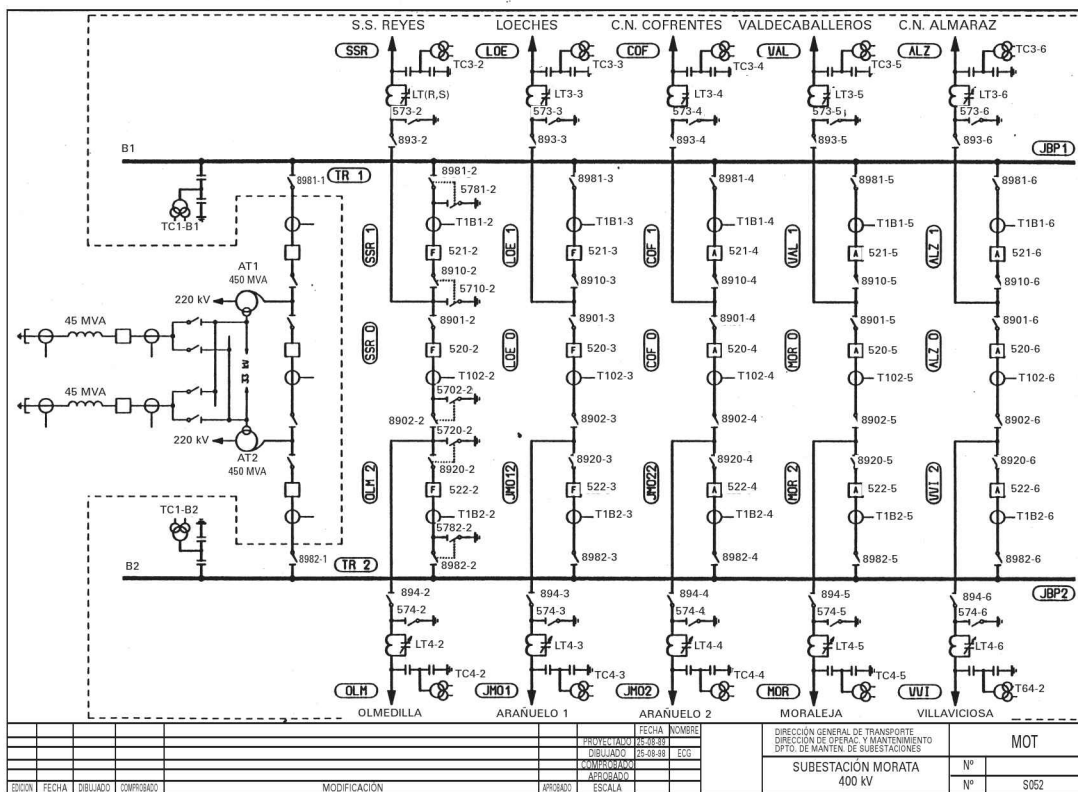 S.S. REYES LOECHES C.N. COFRENTES VALDECABALLEROS C.N. ALMARAZ
SSR LOE COF VAL ALZ
TC3-2 TC3-3 TC3-4 TC3-5 TC3-6
LT(R,S) LT3-3 LT3-4 LT3-5 LT3-6
573-2 573-3 573-4 573-5 573-6
893-2 893-3 893-4 893-5 893-6
B1 JBP1
8981-1 TR 1 8981-2 8981-3 8981-4 8981-5 8981-6
5781-2
TC1-B1
T1B1-2 T1B1-3 T1B1-4 T1B1-5 T1B1-6
SSR 1 LOE 1 COF 1 VAL 1 ALZ 1
F 521-2 F 521-3 A 521-4 A 521-5 A 521-6
AT1
450 MVA
8910-2 8910-3 8910-4 8910-5 8910-6
5710-2
220 kV
45 MVA
8901-2 8901-3 8901-4 8901-5 8901-6
SSR 0 LOE 0 COF 0 MOR 0 ALZ 0
F 520-2 F 520-3 A 520-4 A 520-5 A 520-6
33 kV
T102-2 T102-3 T102-4 T102-5 T102-6
45 MVA
5702-2
8902-2 8902-3 8902-4 8902-5 8902-6
220 kV
AT2
450 MVA
5720-2
8920-2 8920-3 8920-4 8920-5 8920-6
OLM 2 JMO12 JMO22 MOR 2 VVI 2
F 522-2 F 522-3 A 522-4 A 522-5 A 522-6
TC1-B2
T1B2-2 T1B2-3 T1B2-4 T1B2-5 T1B2-6
5782-2
8982-1 TR 2 8982-2 8982-3 8982-4 8982-5 8982-6
B2 JBP2
894-2 894-3 894-4 894-5 894-6
574-2 574-3 574-4 574-5 574-6
LT4-2 LT4-3 LT4-4 LT4-5 LT4-6
TC4-2 TC4-3 TC4-4 TC4-5 T64-2
OLM JMO1 JMO2 MOR VVI
OLMEDILLA ARAÑUELO 1 ARAÑUELO 2 MORALEJA VILLAVICIOSA
FECHA NOMBRE
PROYECTADO 25-08-89
DIBUJADO 25-08-98 ECG
COMPROBADO
APROBADO
EDICION FECHA DIBUJADO COMPROBADO MODIFICACIÓN APROBADO ESCALA
DIRECCIÓN GENERAL DE TRANSPORTE
DIRECCIÓN DE OPERAC. Y MANTENIMIENTO
DPTO. DE MANTEN. DE SUBESTACIONES
MOT
SUBESTACIÓN MORATA
400 kV
Nº
Nº S052